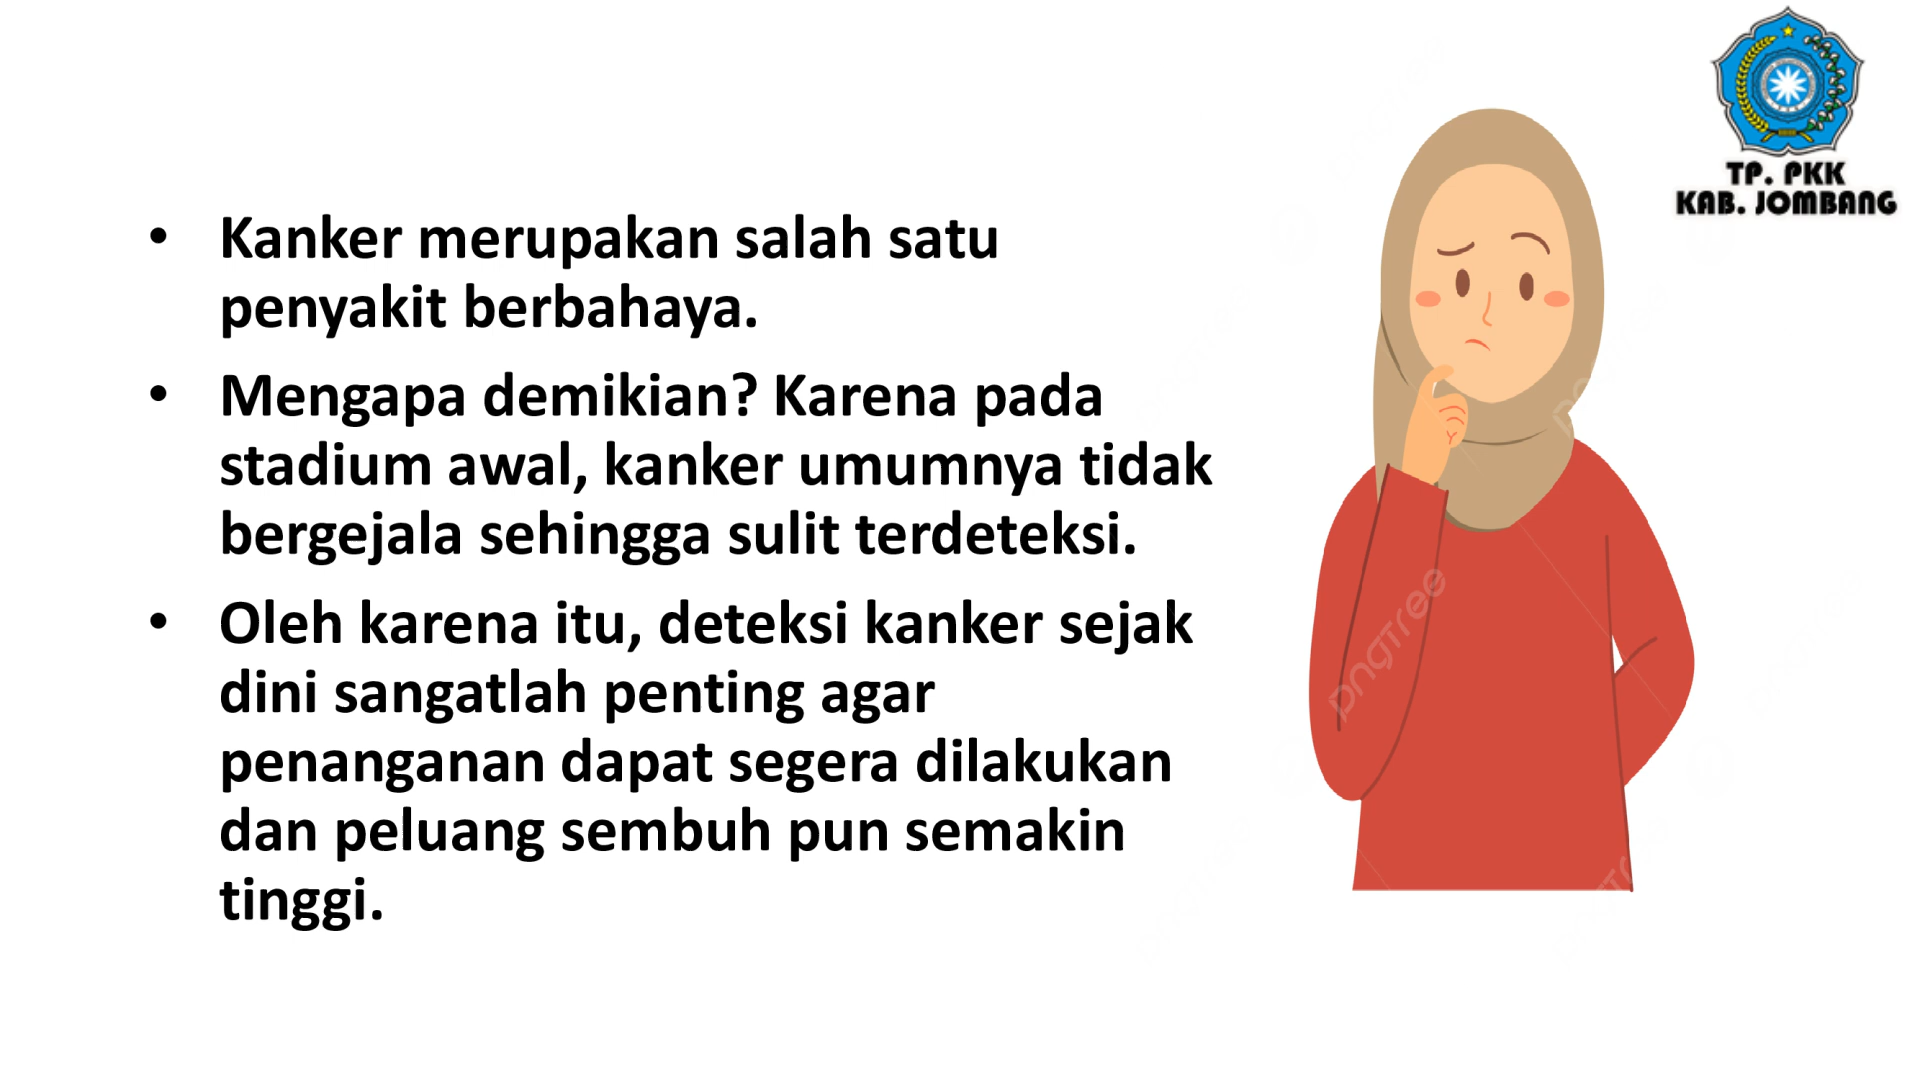 TP. PKK
KAB. JOMBANG
• Kanker merupakan salah satu
penyakit berbahaya.
• Mengapa demikian? Karena pada
stadium awal, kanker umumnya tidak
bergejala sehingga sulit terdeteksi.
• Oleh karena itu, deteksi kanker sejak
dini sangatlah penting agar
penanganan dapat segera dilakukan
dan peluang sembuh pun semakin
tinggi.
pngtree